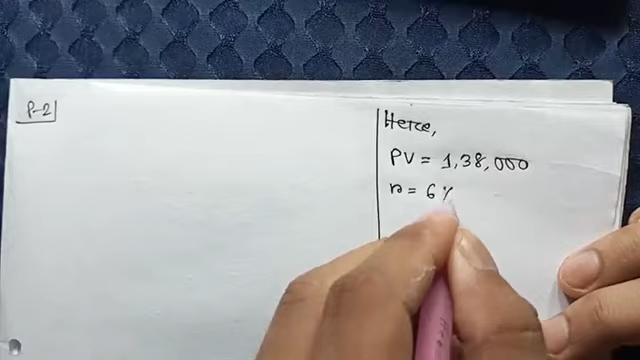 P-2
Here,
PV = 1,38,000
r = 6%